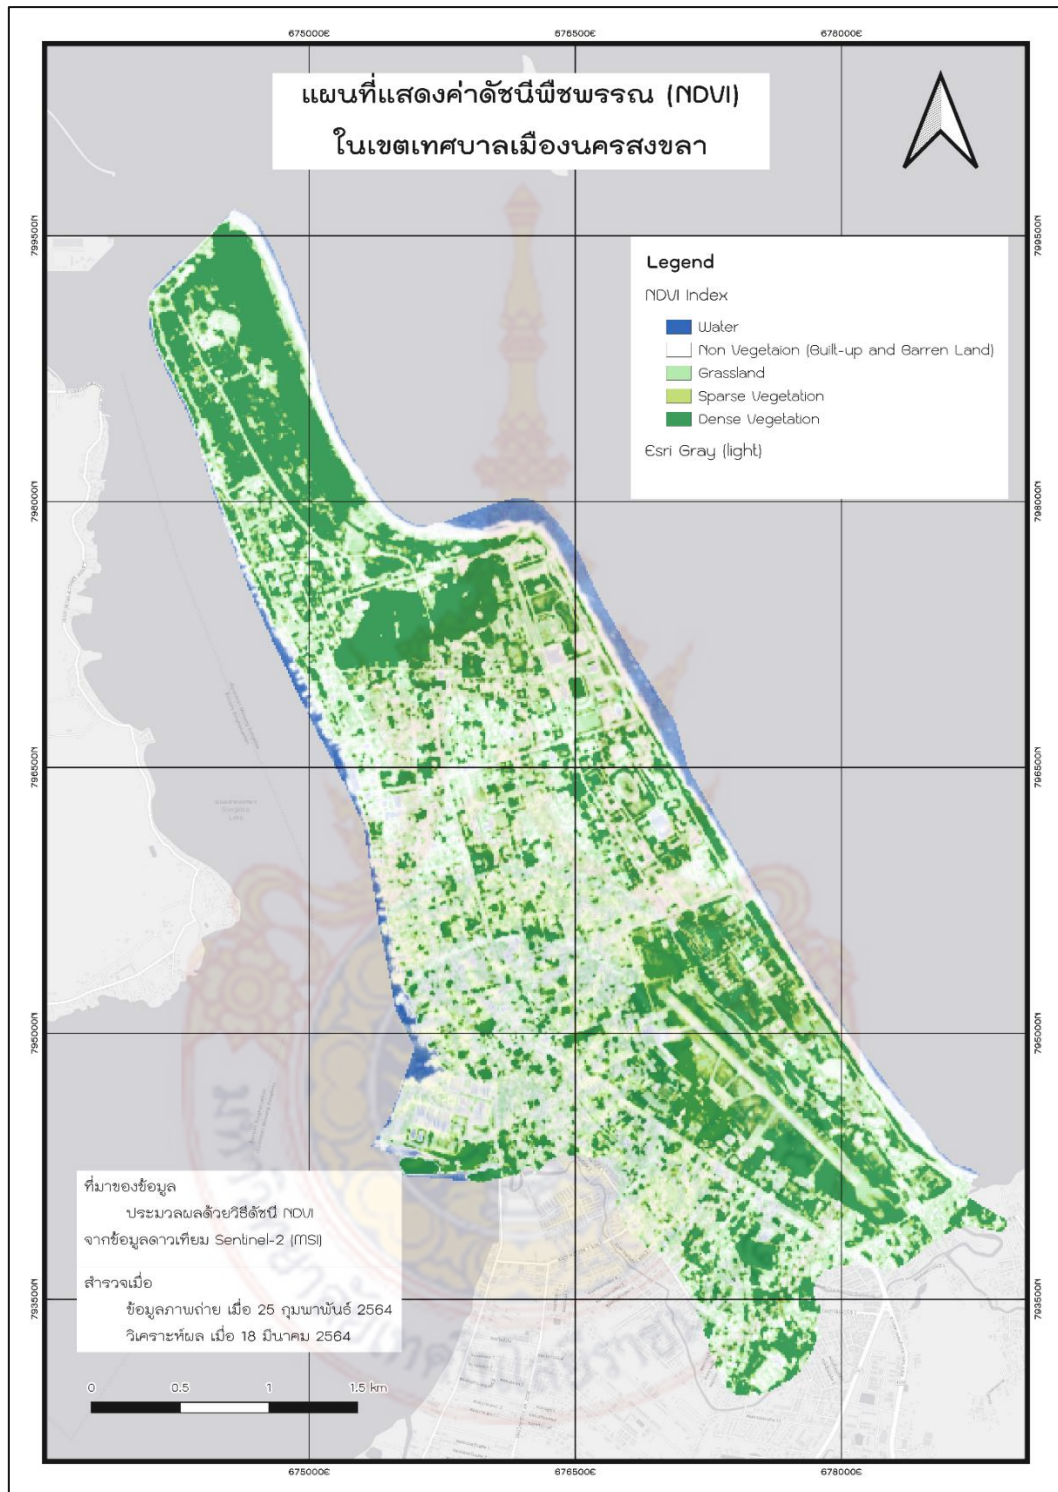 675000E 676500E 678000E
แผนที่แสดงค่าดัชนีพืชพรรณ (NDVI)
ในเขตเทศบาลเมืองนครสงขลา
799500N 799500N
Legend
NDVI Index
Water
Non Vegetaion (Built-up and Barren Land)
Grassland
Sparse Vegetation
Dense Vegetation
Esri Gray (light)
798000N 798000N
796500N 796500N
795000N 795000N
ที่มาของข้อมูล
ประมวลผลด้วยวิธีดัชนี NDVI
จากข้อมูลดาวเทียม Sentinel-2 (MSI)
สำรวจเมื่อ
ข้อมูลภาพถ่าย เมื่อ 25 กุมพาพันธ์ 2564
วิเคราะห์ผล เมื่อ 18 มีนาคม 2564
793500N 793500N
0 0.5 1 1.5 km
675000E 676500E 678000E